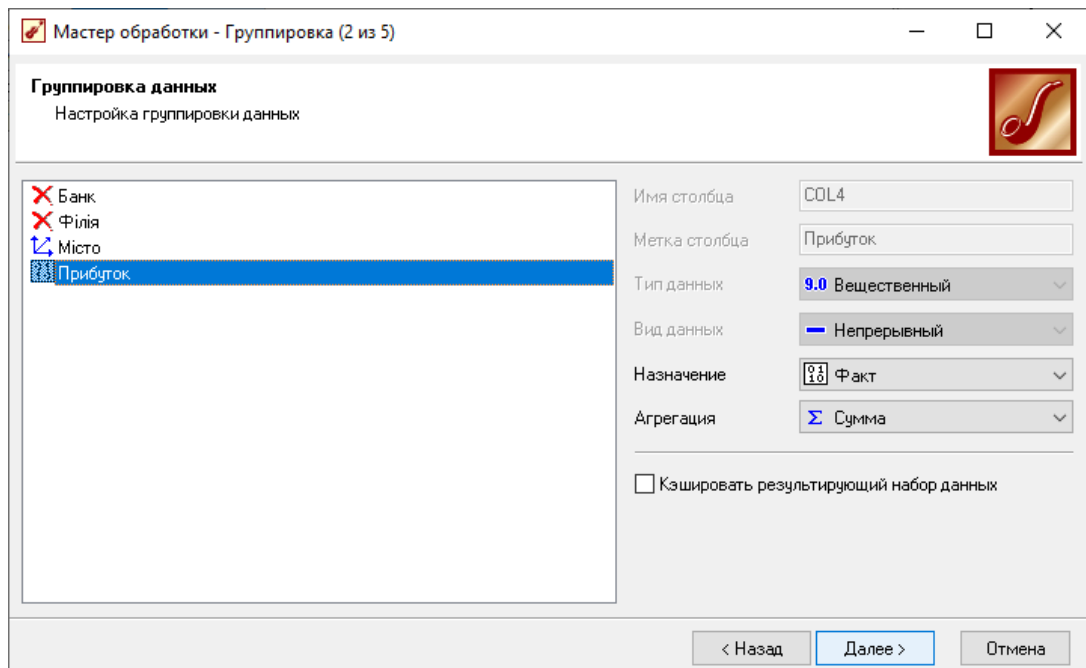 Мастер обработки - Группировка (2 из 5)
Группировка данных
Настройка группировки данных
Банк
Філія
Місто
Прибуток
Имя столбца
COL4
Метка столбца
Прибуток
Тип данных
9.0 Вещественный
Вид данных
Непрерывный
Назначение
Факт
Агрегация
Σ Сумма
Кэшировать результирующий набор данных
< Назад
Далее >
Отмена